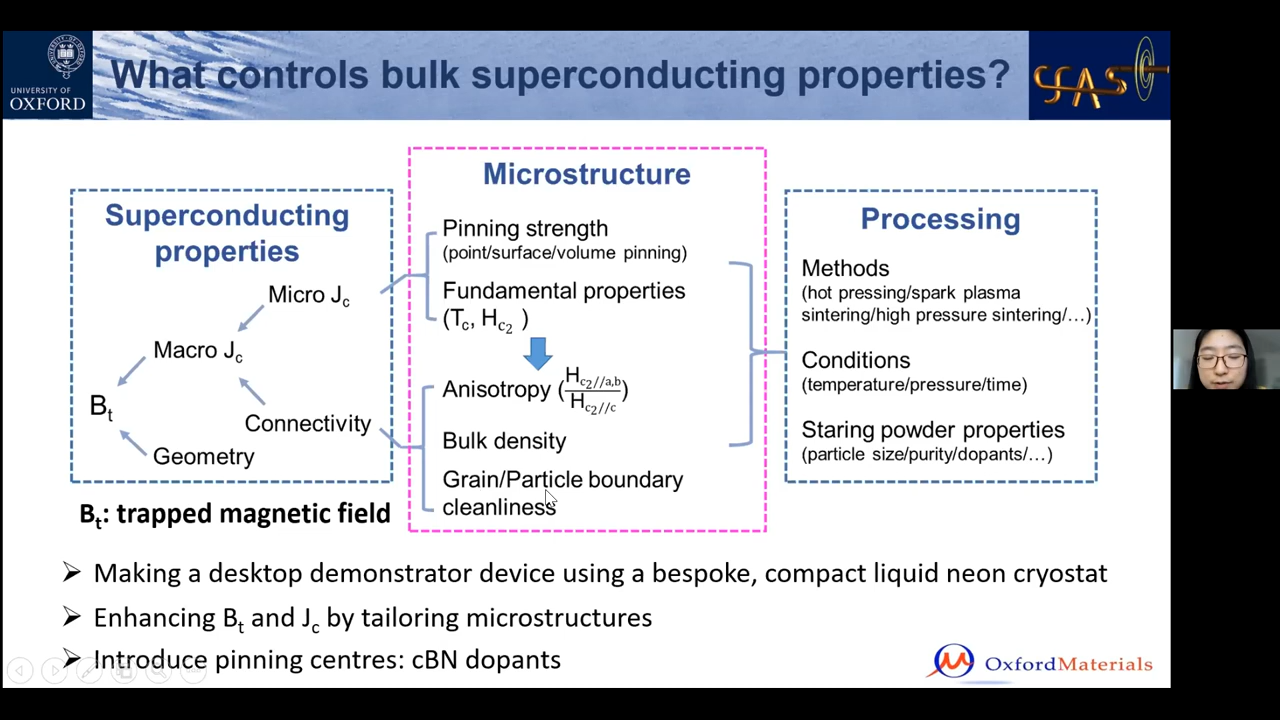 UNIVERSITY OF
OXFORD
What controls bulk superconducting properties?
SFAST
Superconducting
properties
Micro Jc
Macro Jc
Bt
Connectivity
Geometry
Bt: trapped magnetic field
Microstructure
Pinning strength
(point/surface/volume pinning)
Fundamental properties
(Tc, Hc2 )
Anisotropy (Hc2//a,b / Hc2//c)
Bulk density
Grain/Particle boundary
cleanliness
Processing
Methods
(hot pressing/spark plasma
sintering/high pressure sintering/…)
Conditions
(temperature/pressure/time)
Staring powder properties
(particle size/purity/dopants/…)
➢ Making a desktop demonstrator device using a bespoke, compact liquid neon cryostat
➢ Enhancing Bt and Jc by tailoring microstructures
➢ Introduce pinning centres: cBN dopants
OxfordMaterials